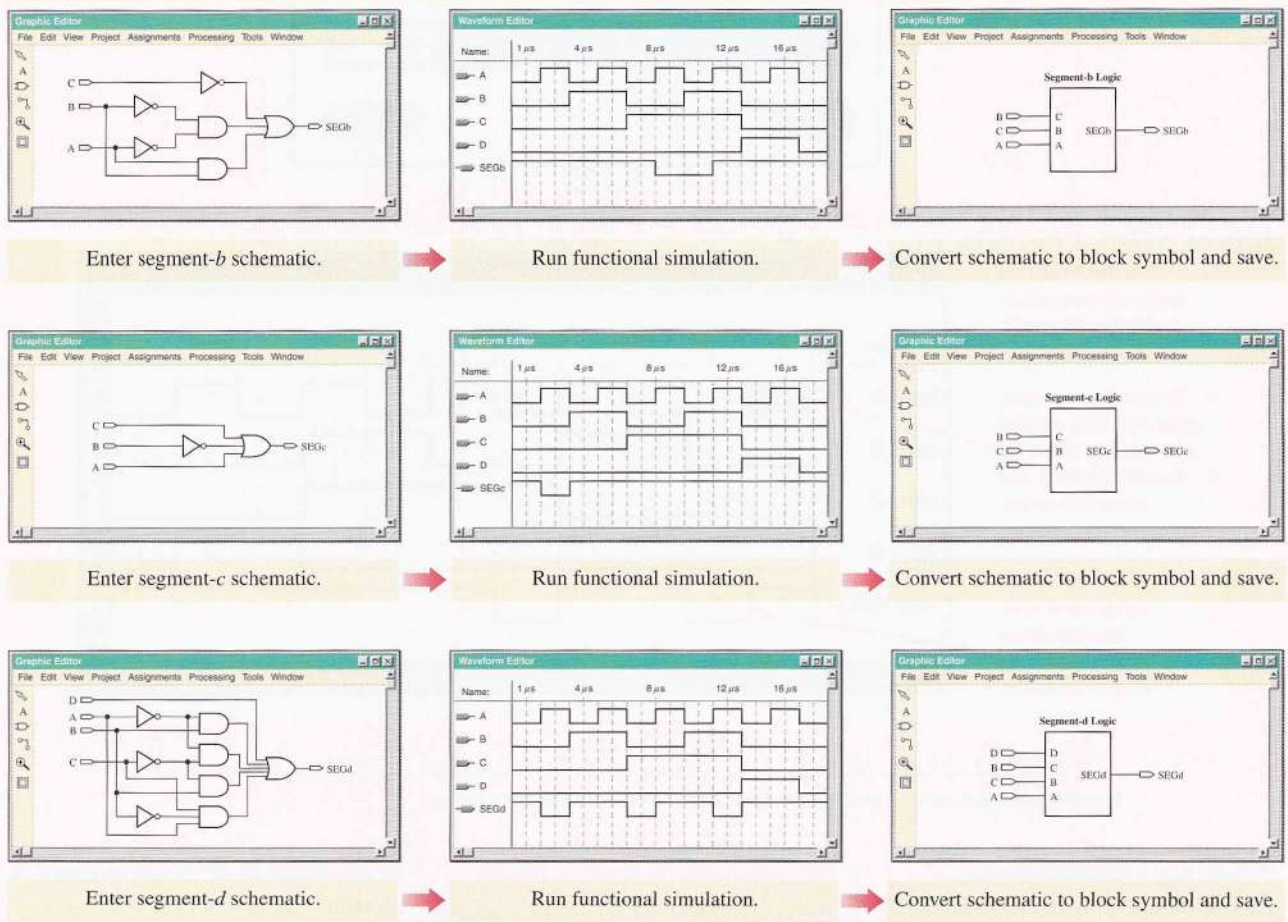 Graphic Editor
File Edit View Project Assignments Processing Tools Window
A
C
B
A
SEGb
Waveform Editor
Name: 1 µs 4 µs 8 µs 12 µs 16 µs
A
B
C
D
SEGb
Graphic Editor
File Edit View Project Assignments Processing Tools Window
A
Segment-b Logic
B C
C B SEGb SEGb
A A
Enter segment-b schematic.
Run functional simulation.
Convert schematic to block symbol and save.
Graphic Editor
File Edit View Project Assignments Processing Tools Window
A
C
B SEGc
A
Waveform Editor
Name: 1 µs 4 µs 8 µs 12 µs 16 µs
A
B
C
D
SEGc
Graphic Editor
File Edit View Project Assignments Processing Tools Window
A
Segment-c Logic
B C
C B SEGc SEGc
A A
Enter segment-c schematic.
Run functional simulation.
Convert schematic to block symbol and save.
Graphic Editor
File Edit View Project Assignments Processing Tools Window
A
D
A
B
C SEGd
Waveform Editor
Name: 1 µs 4 µs 8 µs 12 µs 16 µs
A
B
C
D
SEGd
Graphic Editor
File Edit View Project Assignments Processing Tools Window
A
Segment-d Logic
D D
B C
C B SEGd SEGd
A A
Enter segment-d schematic.
Run functional simulation.
Convert schematic to block symbol and save.